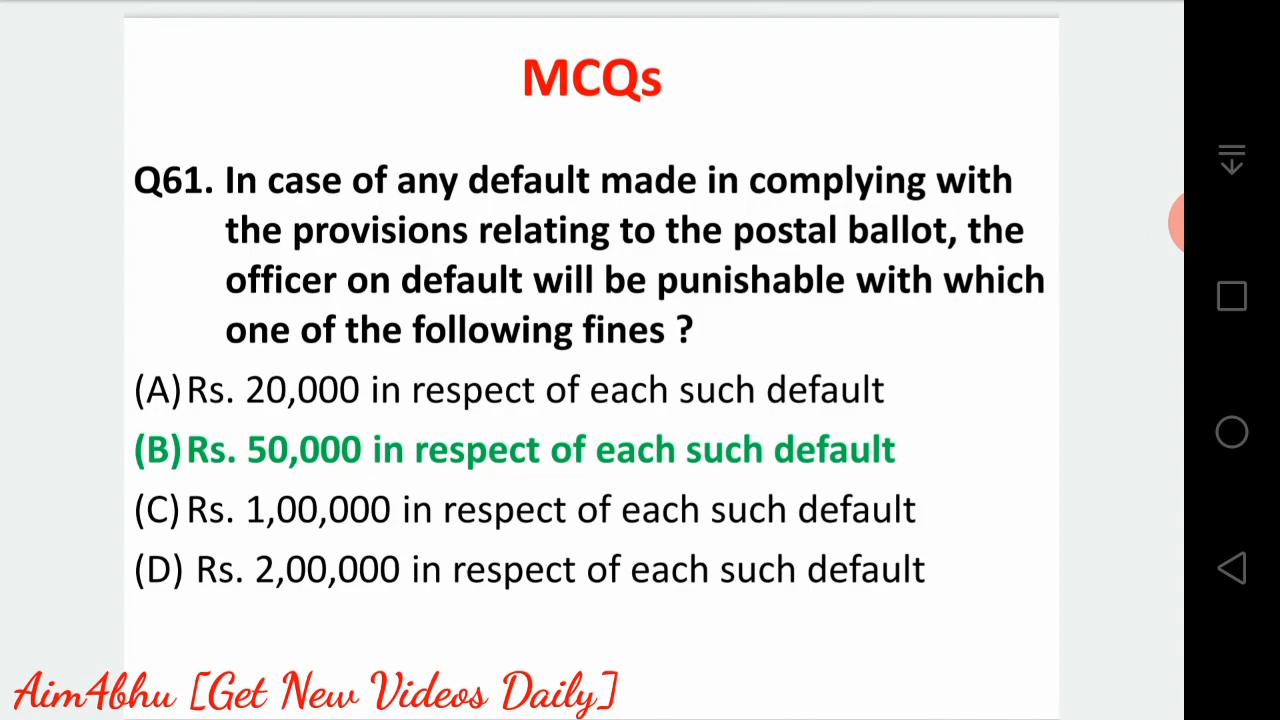 MCQs
Q61. In case of any default made in complying with
the provisions relating to the postal ballot, the
officer on default will be punishable with which
one of the following fines ?
(A) Rs. 20,000 in respect of each such default
(B) Rs. 50,000 in respect of each such default
(C) Rs. 1,00,000 in respect of each such default
(D) Rs. 2,00,000 in respect of each such default
Aim4bhu [Get New Videos Daily]